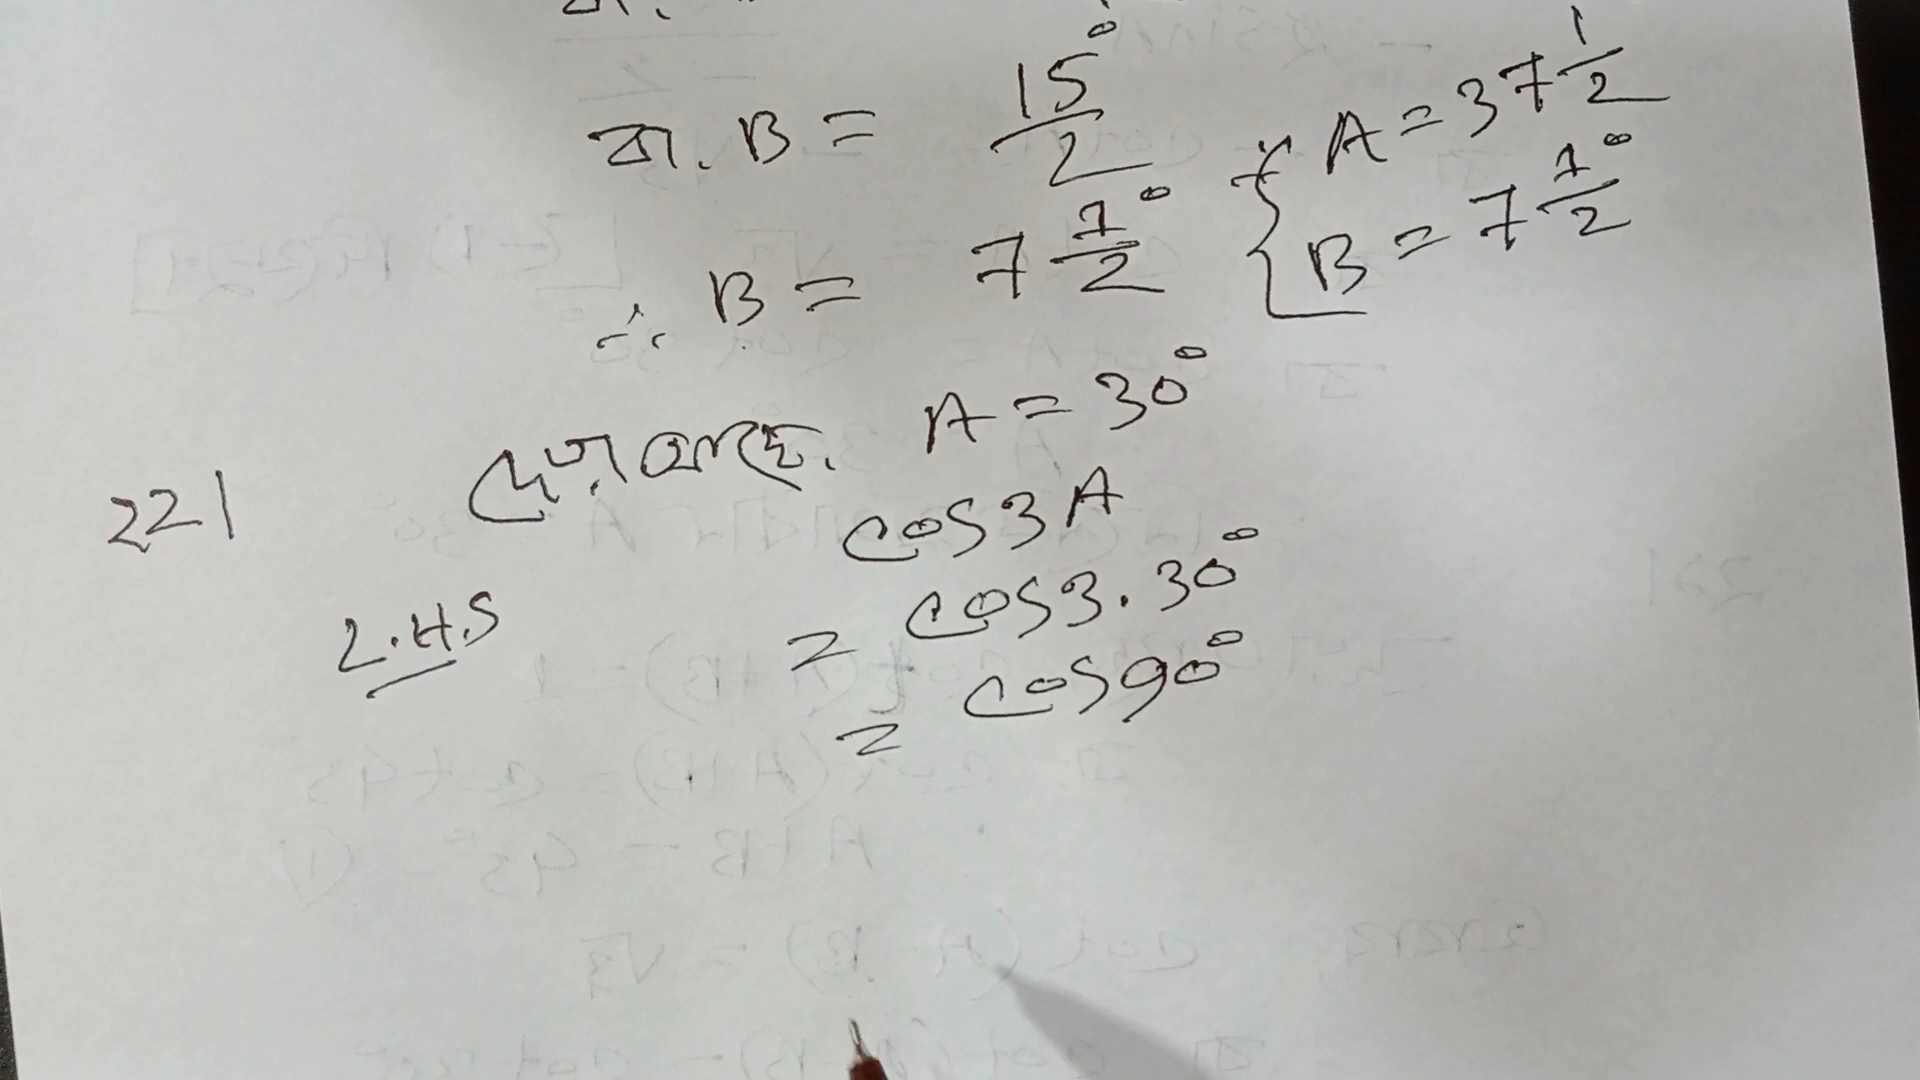 বা, B = 15°/2
∴ B = 7 1/2°
{ A = 37 1/2
B = 7 1/2°
22। দেওয়া আছে, A = 30°
L.H.S cos3A
= cos3.30°
= cos90°